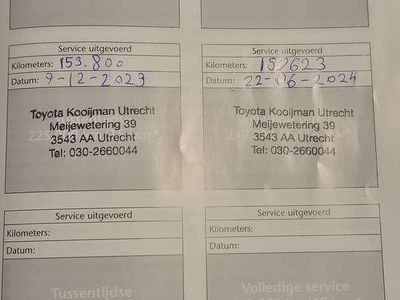 Service uitgevoerd
Kilometers: 153.800
Datum: 9-12-2023
Toyota Kooijman Utrecht
Meijewetering 39
3543 AA Utrecht
Tel: 030-2660044
Service uitgevoerd
Kilometers: 152623
Datum: 22-06-2024
Toyota Kooijman Utrecht
Meijewetering 39
3543 AA Utrecht
Tel: 030-2660044
Service uitgevoerd
Kilometers:
Datum:
Tussentijdse
Service uitgevoerd
Kilometers:
Datum:
Volledige service